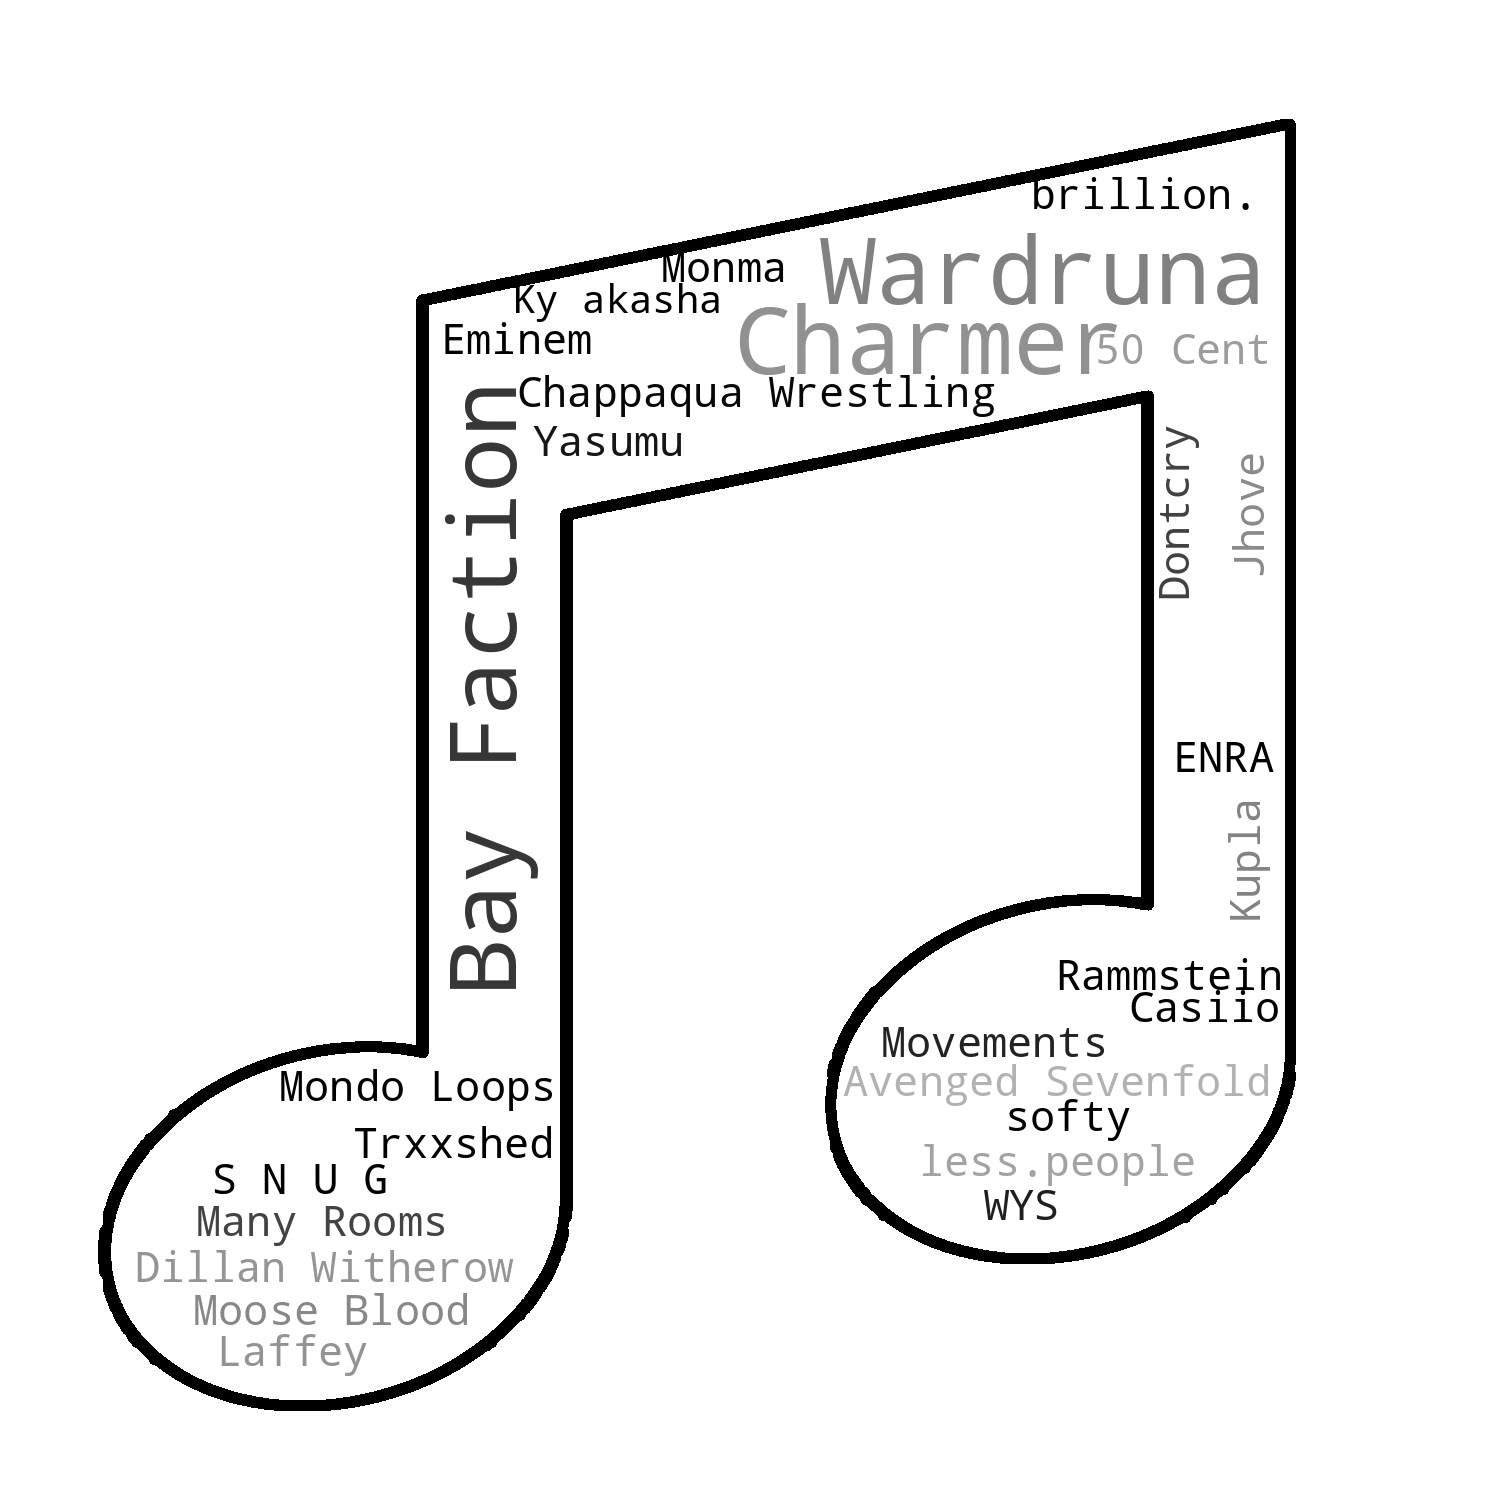 brillion.
Wardruna
Monma
Ky akasha
Eminem
Charmer
50 Cent
Chappaqua Wrestling
Yasumu
Bay Faction
Dontcry
Jhove
ENRA
Kupla
Rammstein
Casiio
Movements
Avenged Sevenfold
softy
less.people
WYS
Mondo Loops
Trxxshed
S N U G
Many Rooms
Dillan Witherow
Moose Blood
Laffey